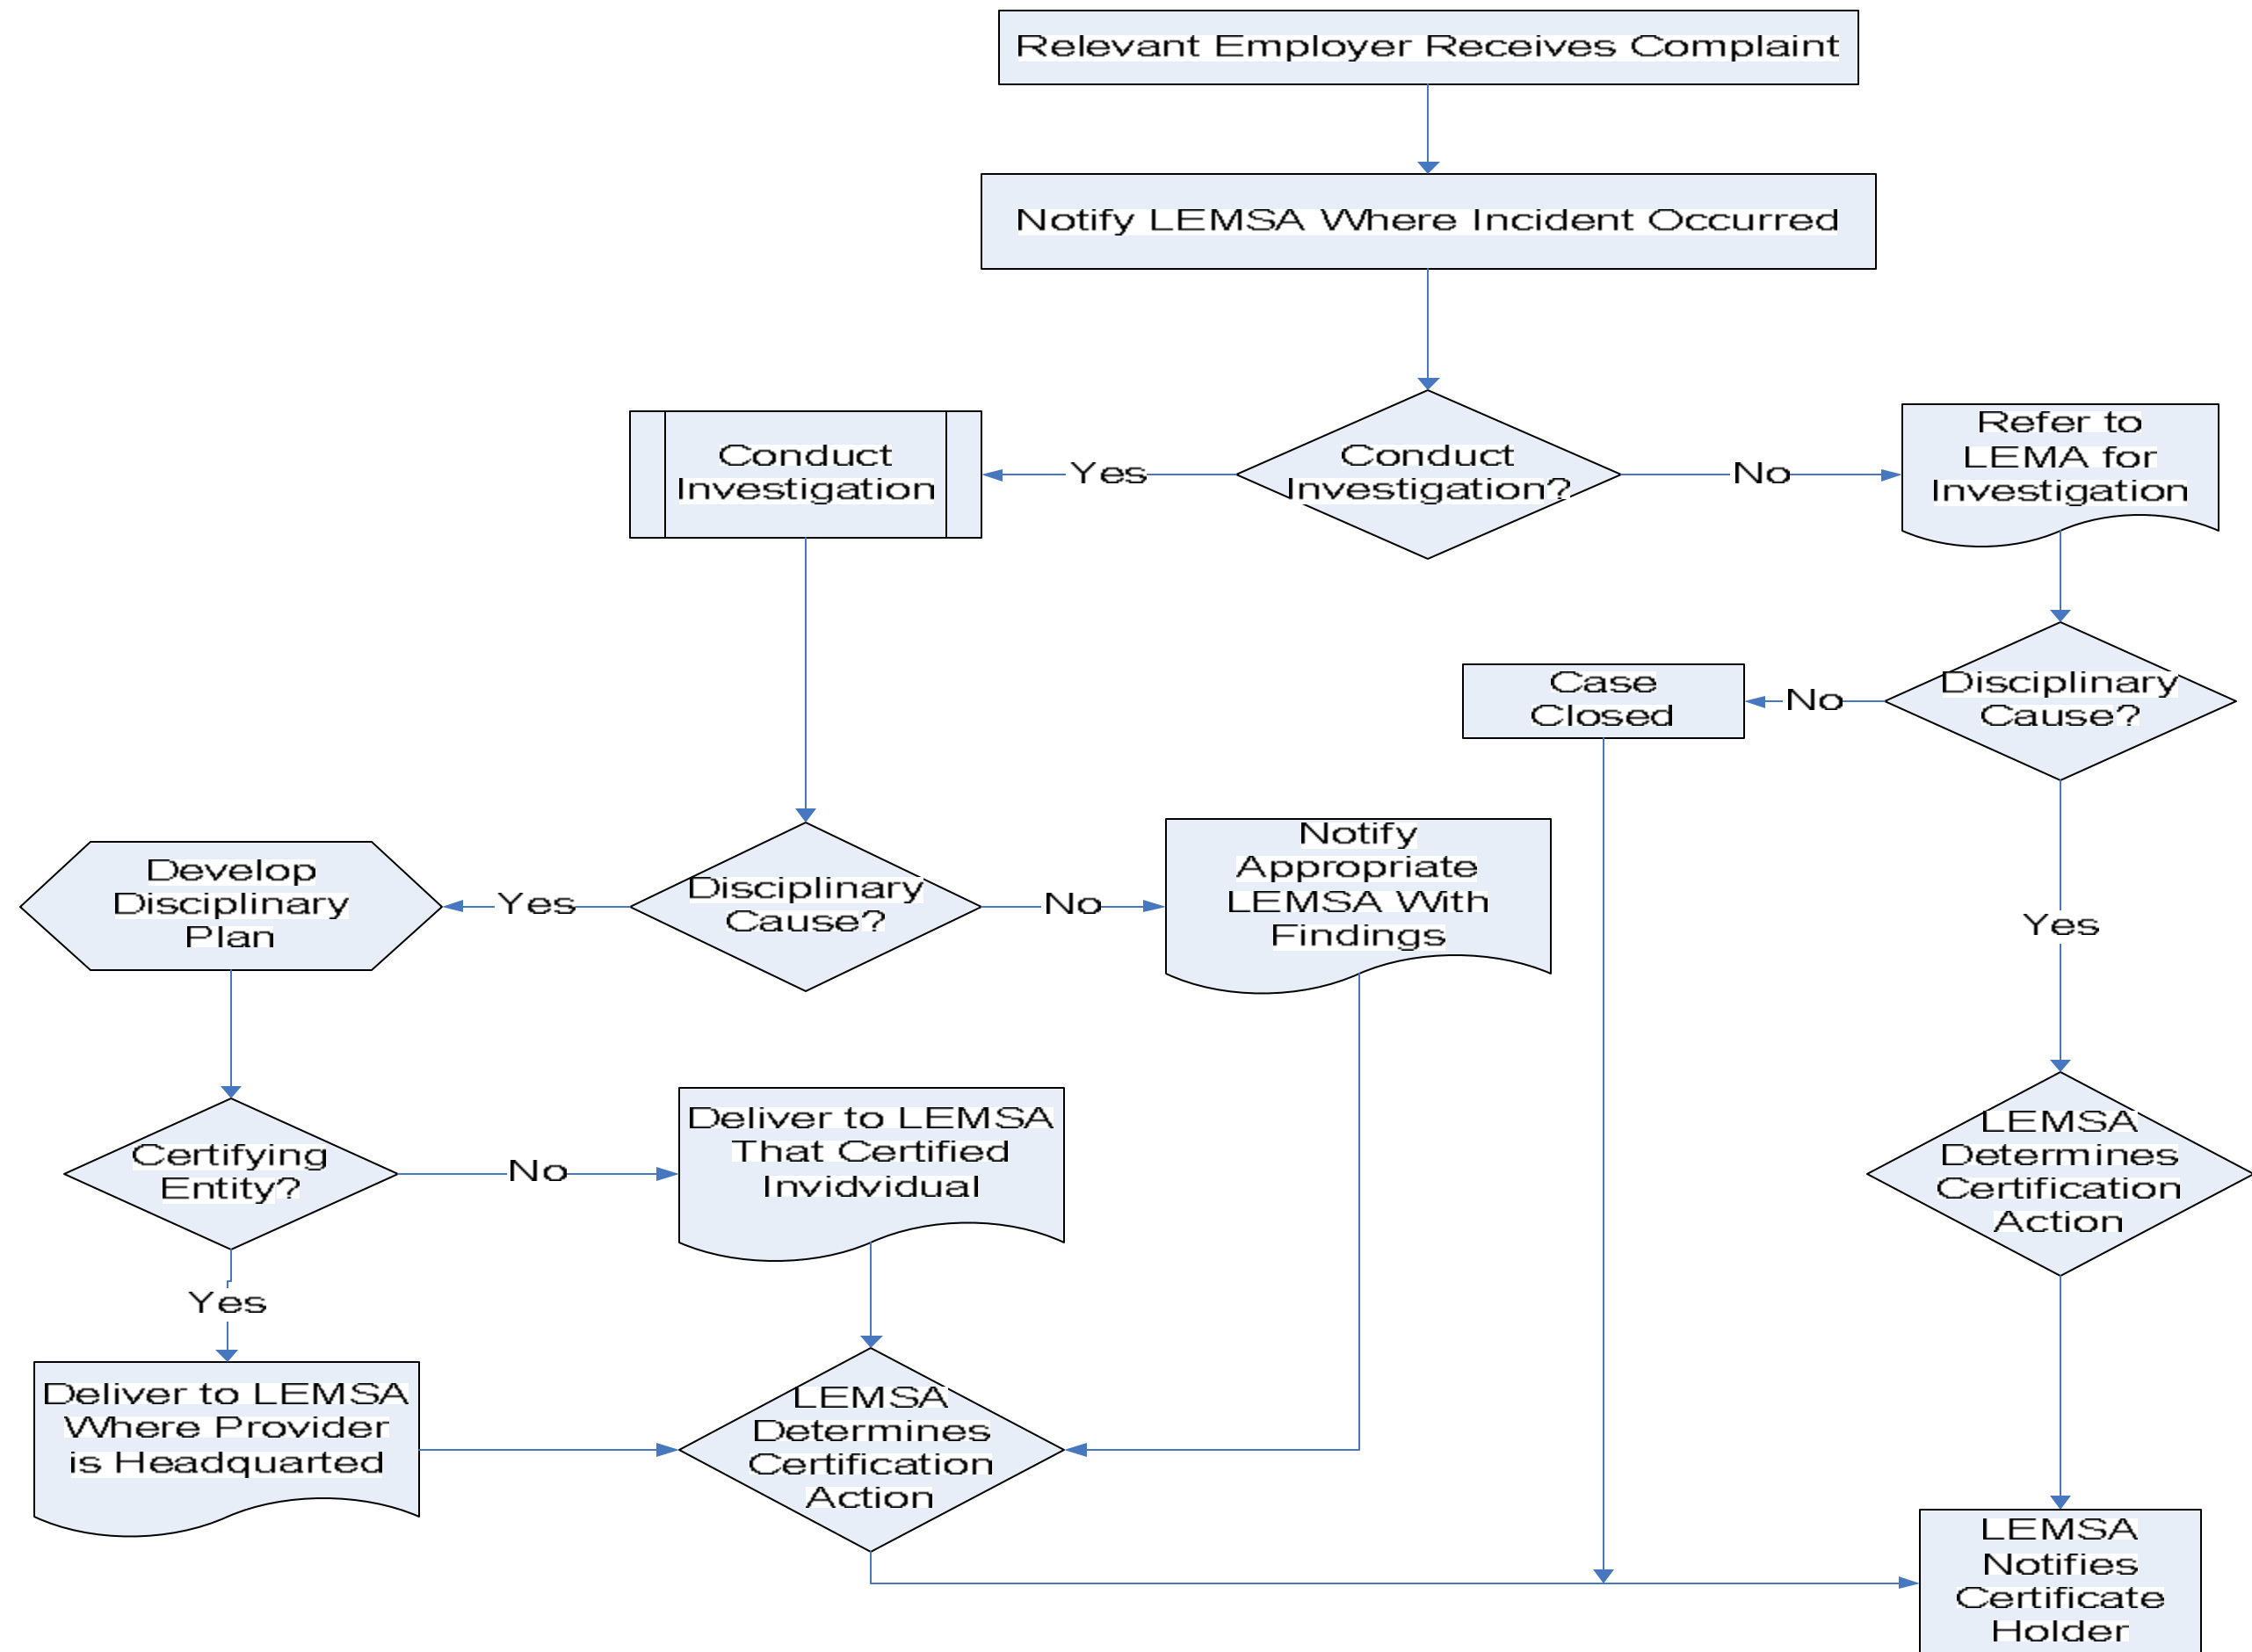 Relevant Employer Receives Complaint
Notify LEMSA Where Incident Occurred
Conduct
Investigation
Yes
Conduct
Investigation?
No
Refer to
LEMA for
Investigation
Case
Closed
No
Disciplinary
Cause?
Develop
Disciplinary
Plan
Yes
Disciplinary
Cause?
No
Notify
Appropriate
LEMSA With
Findings
Yes
Certifying
Entity?
No
Deliver to LEMSA
That Certified
Invidvidual
LEMSA
Determines
Certification
Action
Yes
Deliver to LEMSA
Where Provider
is Headquarted
LEMSA
Determines
Certification
Action
LEMSA
Notifies
Certificate
Holder